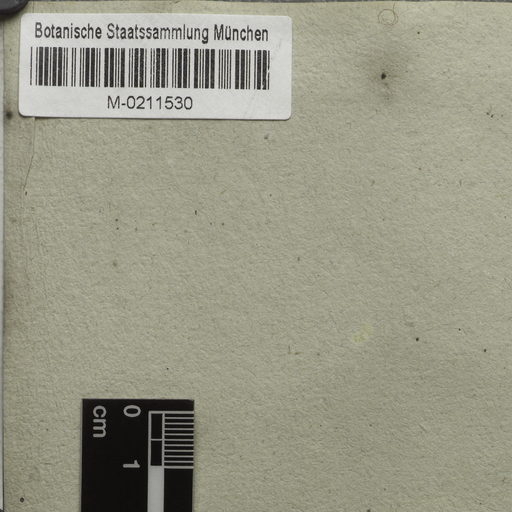 Botanische Staatssammlung München
M-0211530
cm
0
1